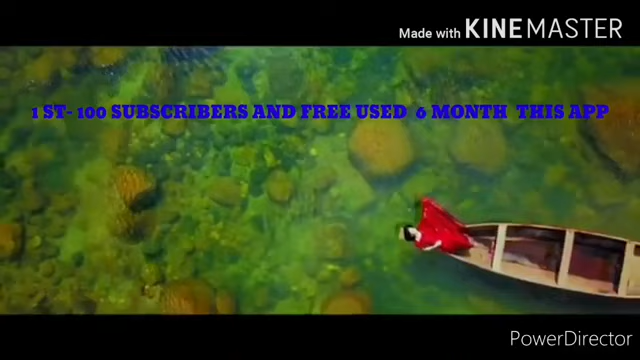 Made with KINEMASTER
1 ST- 100 SUBSCRIBERS AND FREE USED 6 MONTH THIS APP
PowerDirector